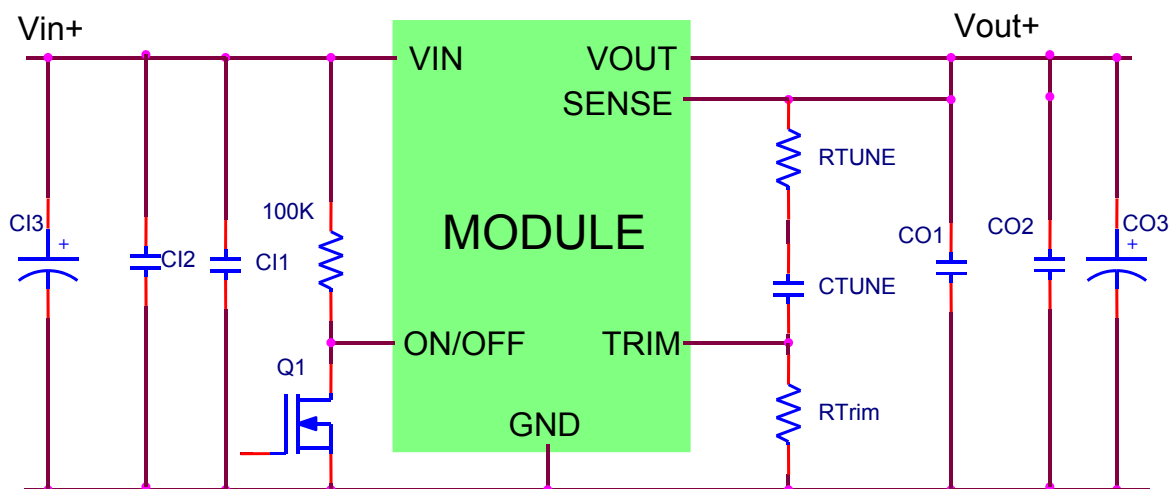 Vin+
Vout+
VIN
VOUT
SENSE
RTUNE
100K
CI3
+
CI2
CI1
MODULE
CO1
CO2
CO3
+
CTUNE
ON/OFF
TRIM
Q1
RTrim
GND